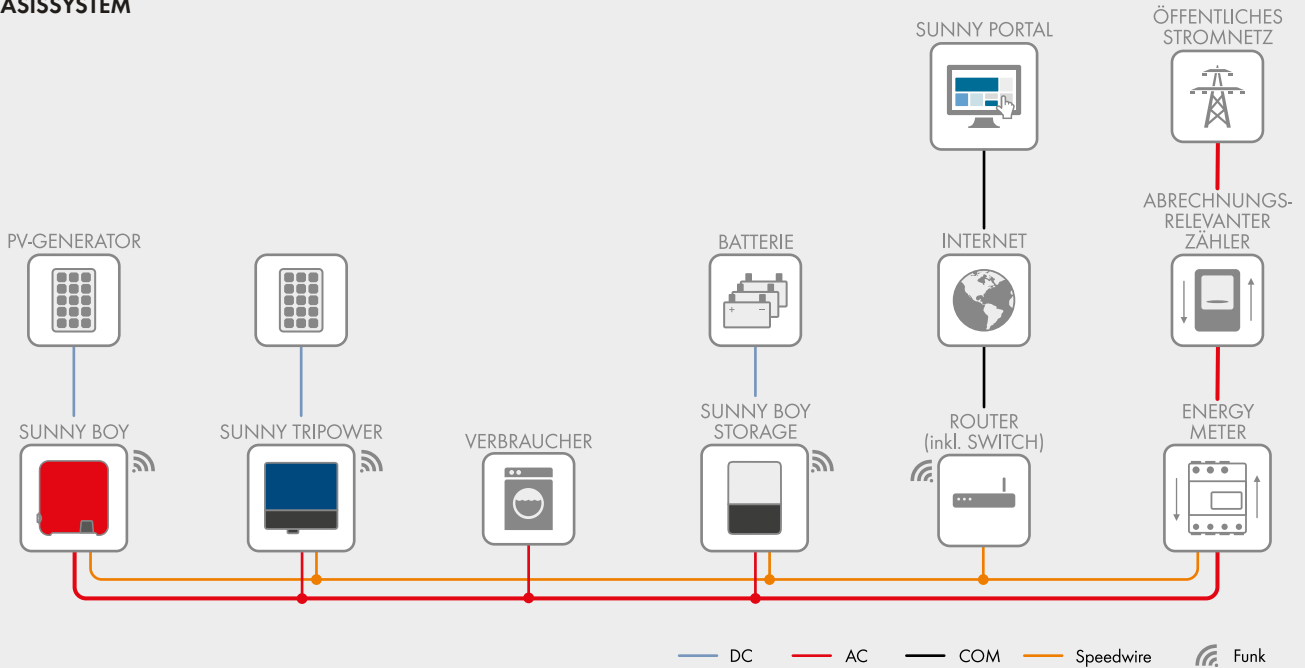 ASISSYSTEM
SUNNY PORTAL
ÖFFENTLICHES
STROMNETZ
PV-GENERATOR
BATTERIE
INTERNET
ABRECHNUNGS-
RELEVANTER
ZÄHLER
SUNNY BOY
SUNNY TRIPOWER
VERBRAUCHER
SUNNY BOY
STORAGE
ROUTER
(inkl. SWITCH)
ENERGY
METER
DC
AC
COM
Speedwire
Funk